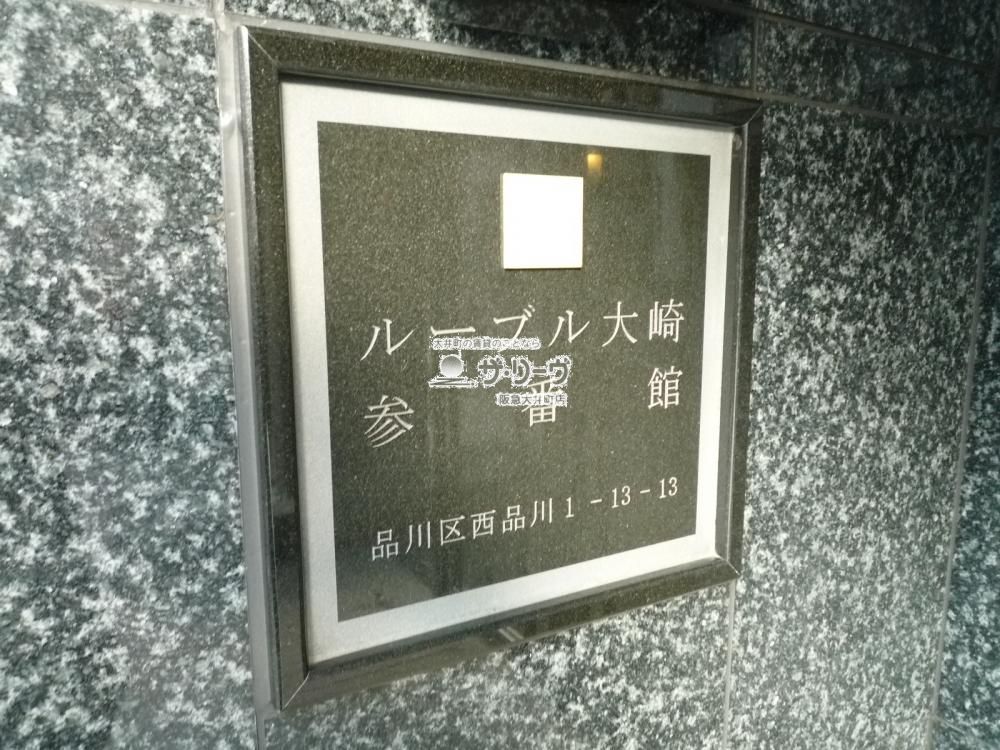 ルーブル大崎
大井町の賃貸のことなら
ザ・リーヴ
阪急大井町店
参番館
品川区西品川1-13-13